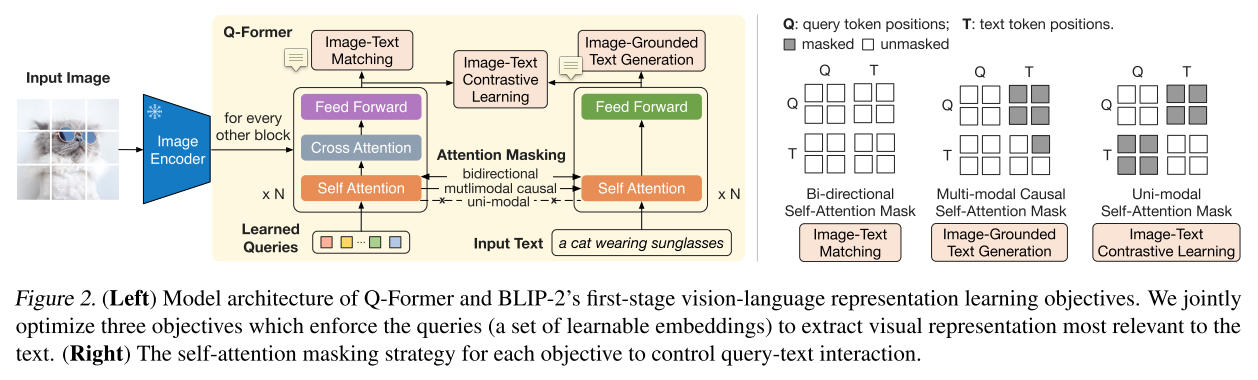 Q-Former
Input Image
Image
Encoder
for every
other block
Image-Text
Matching
Image-Text
Contrastive
Learning
Image-Grounded
Text Generation
Feed Forward
Cross Attention
Self Attention
x N
Feed Forward
Self Attention
x N
Attention Masking
bidirectional
mutlimodal causal
uni-modal
x
x
Learned
Queries
...
Input Text
a cat wearing sunglasses
Q: query token positions; T: text token positions.
masked unmasked
Q T
Q
T
Bi-directional
Self-Attention Mask
Image-Text
Matching
Q T
Q
T
Multi-modal Causal
Self-Attention Mask
Image-Grounded
Text Generation
Q T
Q
T
Uni-modal
Self-Attention Mask
Image-Text
Contrastive Learning
Figure 2. (Left) Model architecture of Q-Former and BLIP-2's first-stage vision-language representation learning objectives. We jointly
optimize three objectives which enforce the queries (a set of learnable embeddings) to extract visual representation most relevant to the
text. (Right) The self-attention masking strategy for each objective to control query-text interaction.